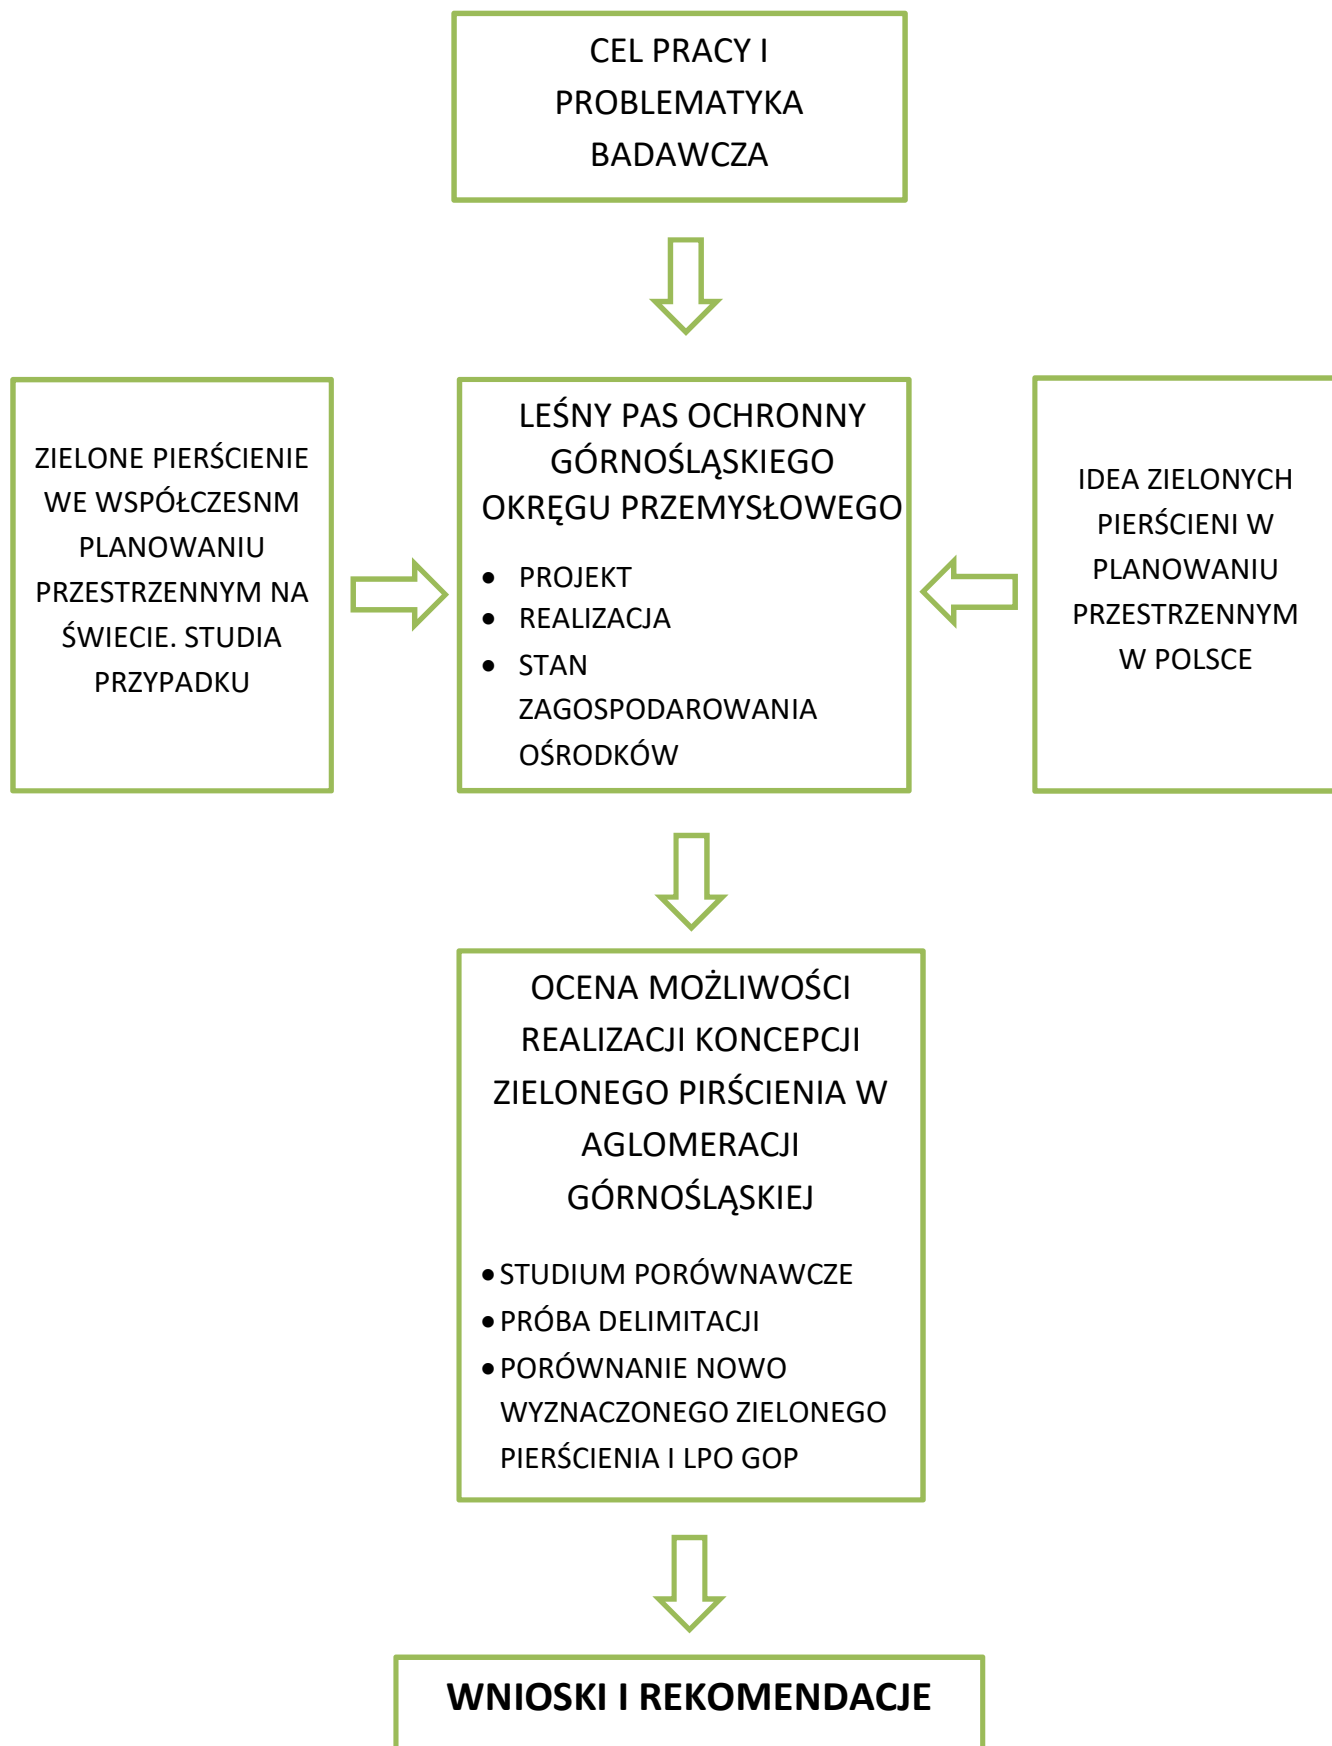 CEL PRACY I
PROBLEMATYKA
BADAWCZA
ZIELONE PIERŚCIENIE
WE WSPÓŁCZESNM
PLANOWANIU
PRZESTRZENNYM NA
ŚWIECIE. STUDIA
PRZYPADKU
LEŚNY PAS OCHRONNY
GÓRNOŚLĄSKIEGO
OKRĘGU PRZEMYSŁOWEGO
• PROJEKT
• REALIZACJA
• STAN
ZAGOSPODAROWANIA
OŚRODKÓW
IDEA ZIELONYCH
PIERŚCIENI W
PLANOWANIU
PRZESTRZENNYM
W POLSCE
OCENA MOŻLIWOŚCI
REALIZACJI KONCEPCJI
ZIELONEGO PIRŚCIENIA W
AGLOMERACJI
GÓRNOŚLĄSKIEJ
• STUDIUM PORÓWNAWCZE
• PRÓBA DELIMITACJI
• PORÓWNANIE NOWO
WYZNACZONEGO ZIELONEGO
PIERŚCIENIA I LPO GOP
WNIOSKI I REKOMENDACJE